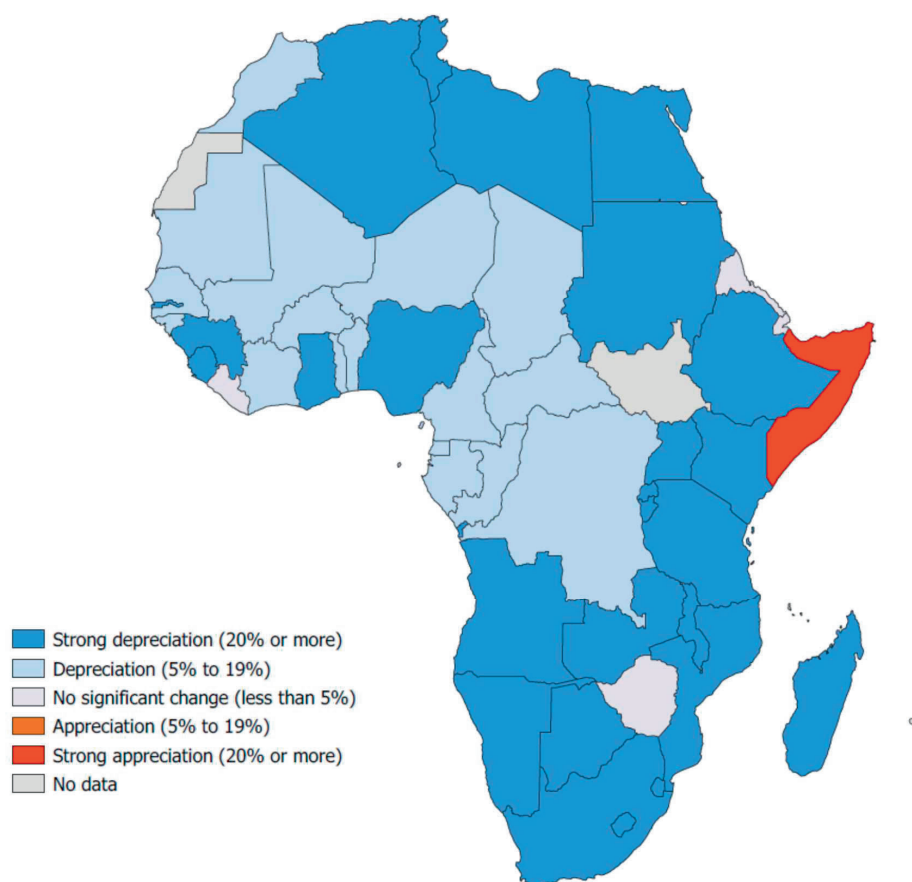 Strong depreciation (20% or more)
Depreciation (5% to 19%)
No significant change (less than 5%)
Appreciation (5% to 19%)
Strong appreciation (20% or more)
No data